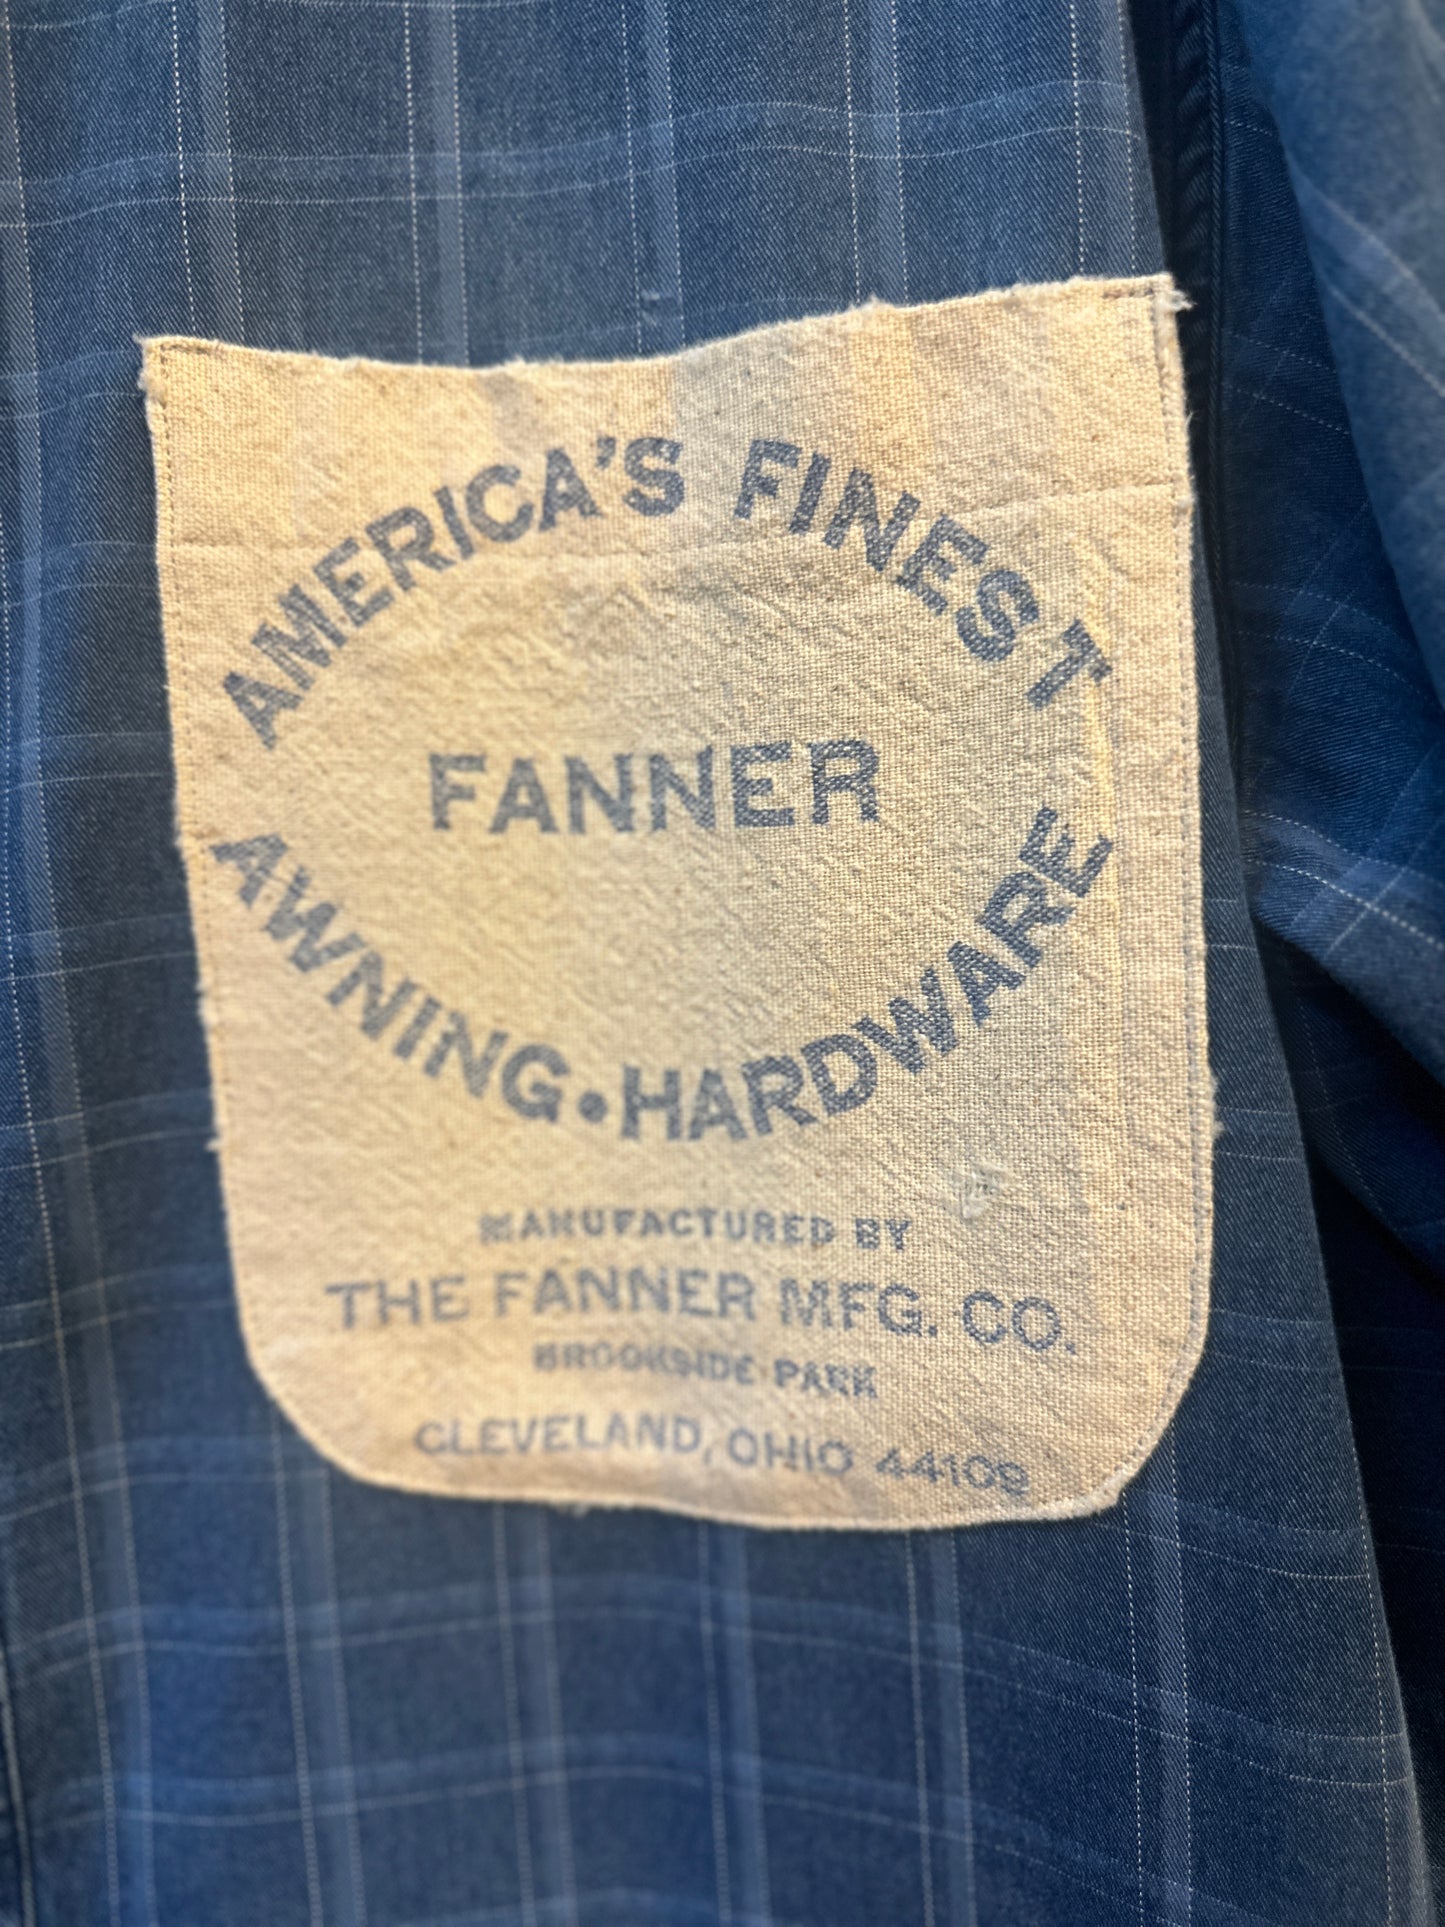 AMERICA'S FINEST
FANNER
AWNING • HARDWARE
MANUFACTURED BY
THE FANNER MFG. CO.
BROOKSIDE PARK
CLEVELAND, OHIO 44109